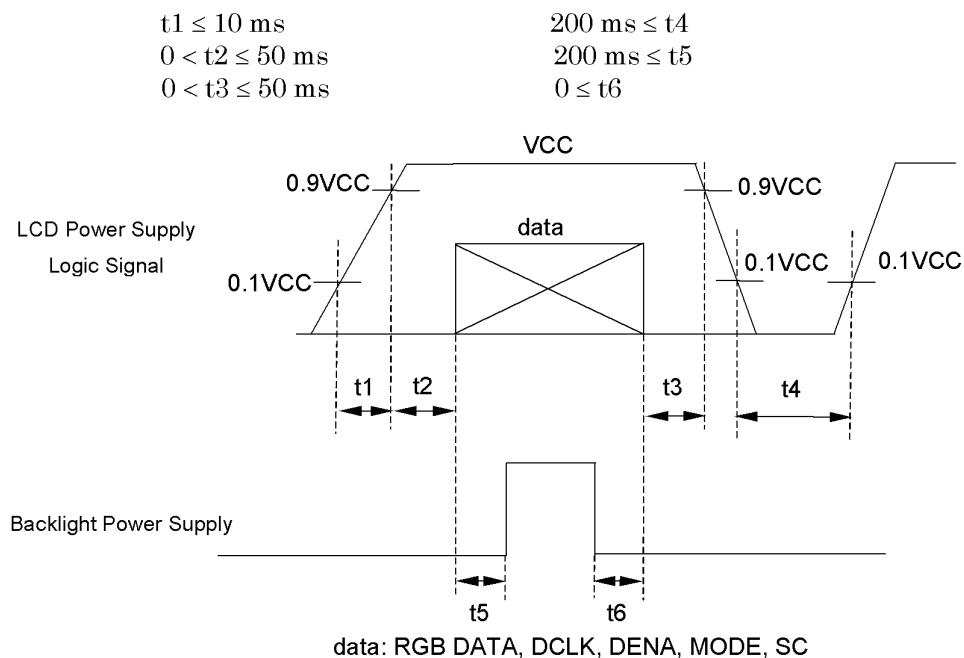 t1 ≤ 10 ms 200 ms ≤ t4
0 < t2 ≤ 50 ms 200 ms ≤ t5
0 < t3 ≤ 50 ms 0 ≤ t6
VCC
0.9VCC 0.9VCC
LCD Power Supply
Logic Signal
data
0.1VCC 0.1VCC 0.1VCC
t1 t2 t3 t4
Backlight Power Supply
t5 t6
data: RGB DATA, DCLK, DENA, MODE, SC